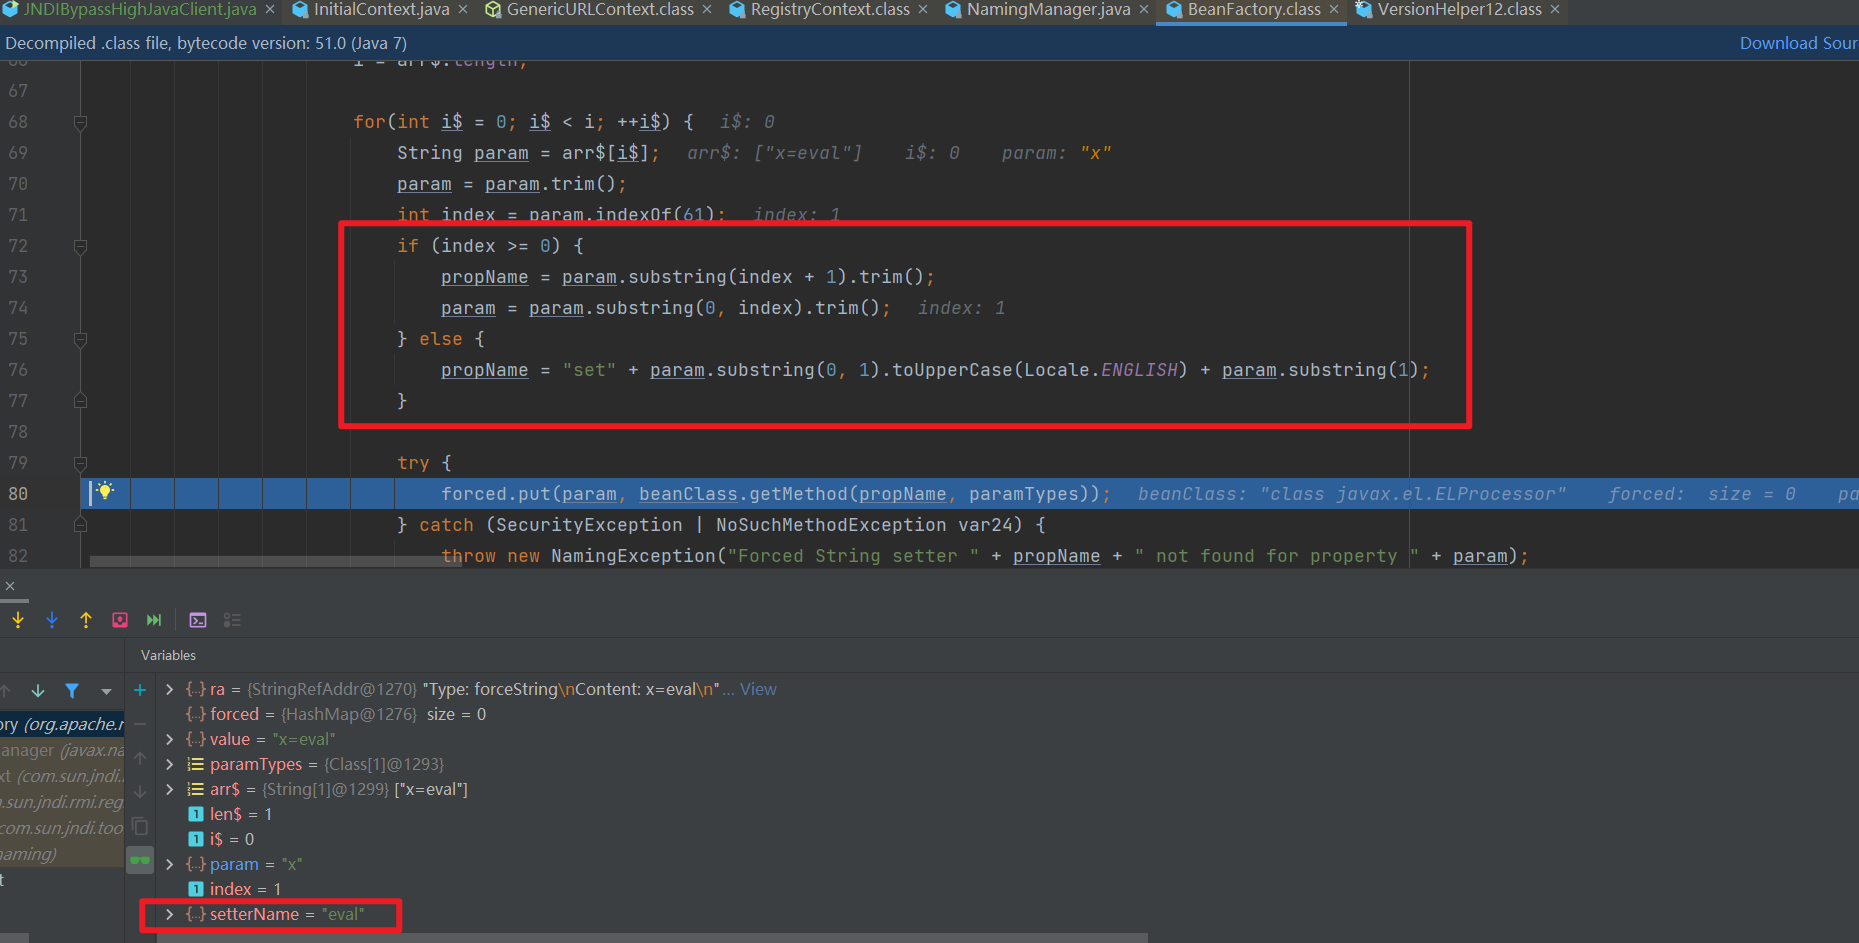 JNDIBypassHighJavaClient.java × InitialContext.java × GenericURLContext.class × RegistryContext.class × NamingManager.java × BeanFactory.class × VersionHelper12.class ×
Decompiled .class file, bytecode version: 51.0 (Java 7) Download Sour
66 i = arr$.length;
67
68 for(int i$ = 0; i$ < i; ++i$) { i$: 0
69 String param = arr$[i$]; arr$: ["x=eval"] i$: 0 param: "x"
70 param = param.trim();
71 int index = param.indexOf(61); index: 1
72 if (index >= 0) {
73 propName = param.substring(index + 1).trim();
74 param = param.substring(0, index).trim(); index: 1
75 } else {
76 propName = "set" + param.substring(0, 1).toUpperCase(Locale.ENGLISH) + param.substring(1);
77 }
78
79 try {
80 forced.put(param, beanClass.getMethod(propName, paramTypes)); beanClass: "class javax.el.ELProcessor" forced: size = 0 pa
81 } catch (SecurityException | NoSuchMethodException var24) {
82 throw new NamingException("Forced String setter " + propName + " not found for property " + param);
×
Variables
ra = {StringRefAddr@1270} "Type: forceString\nContent: x=eval\n"... View
ory (org.apache.n forced = {HashMap@1276} size = 0
anager (javax.na value = "x=eval"
xt (com.sun.jndi. paramTypes = {Class[1]@1293}
.sun.jndi.rmi.reg arr$ = {String[1]@1299} ["x=eval"]
com.sun.jndi.too len$ = 1
naming) i$ = 0
t param = "x"
index = 1
setterName = "eval"